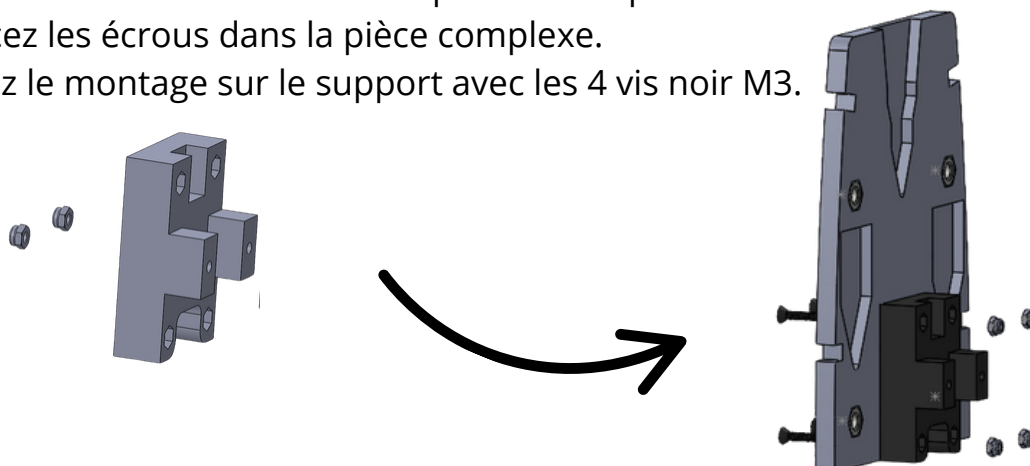 ez les écrous dans la pièce complexe.
z le montage sur le support avec les 4 vis noir M3.